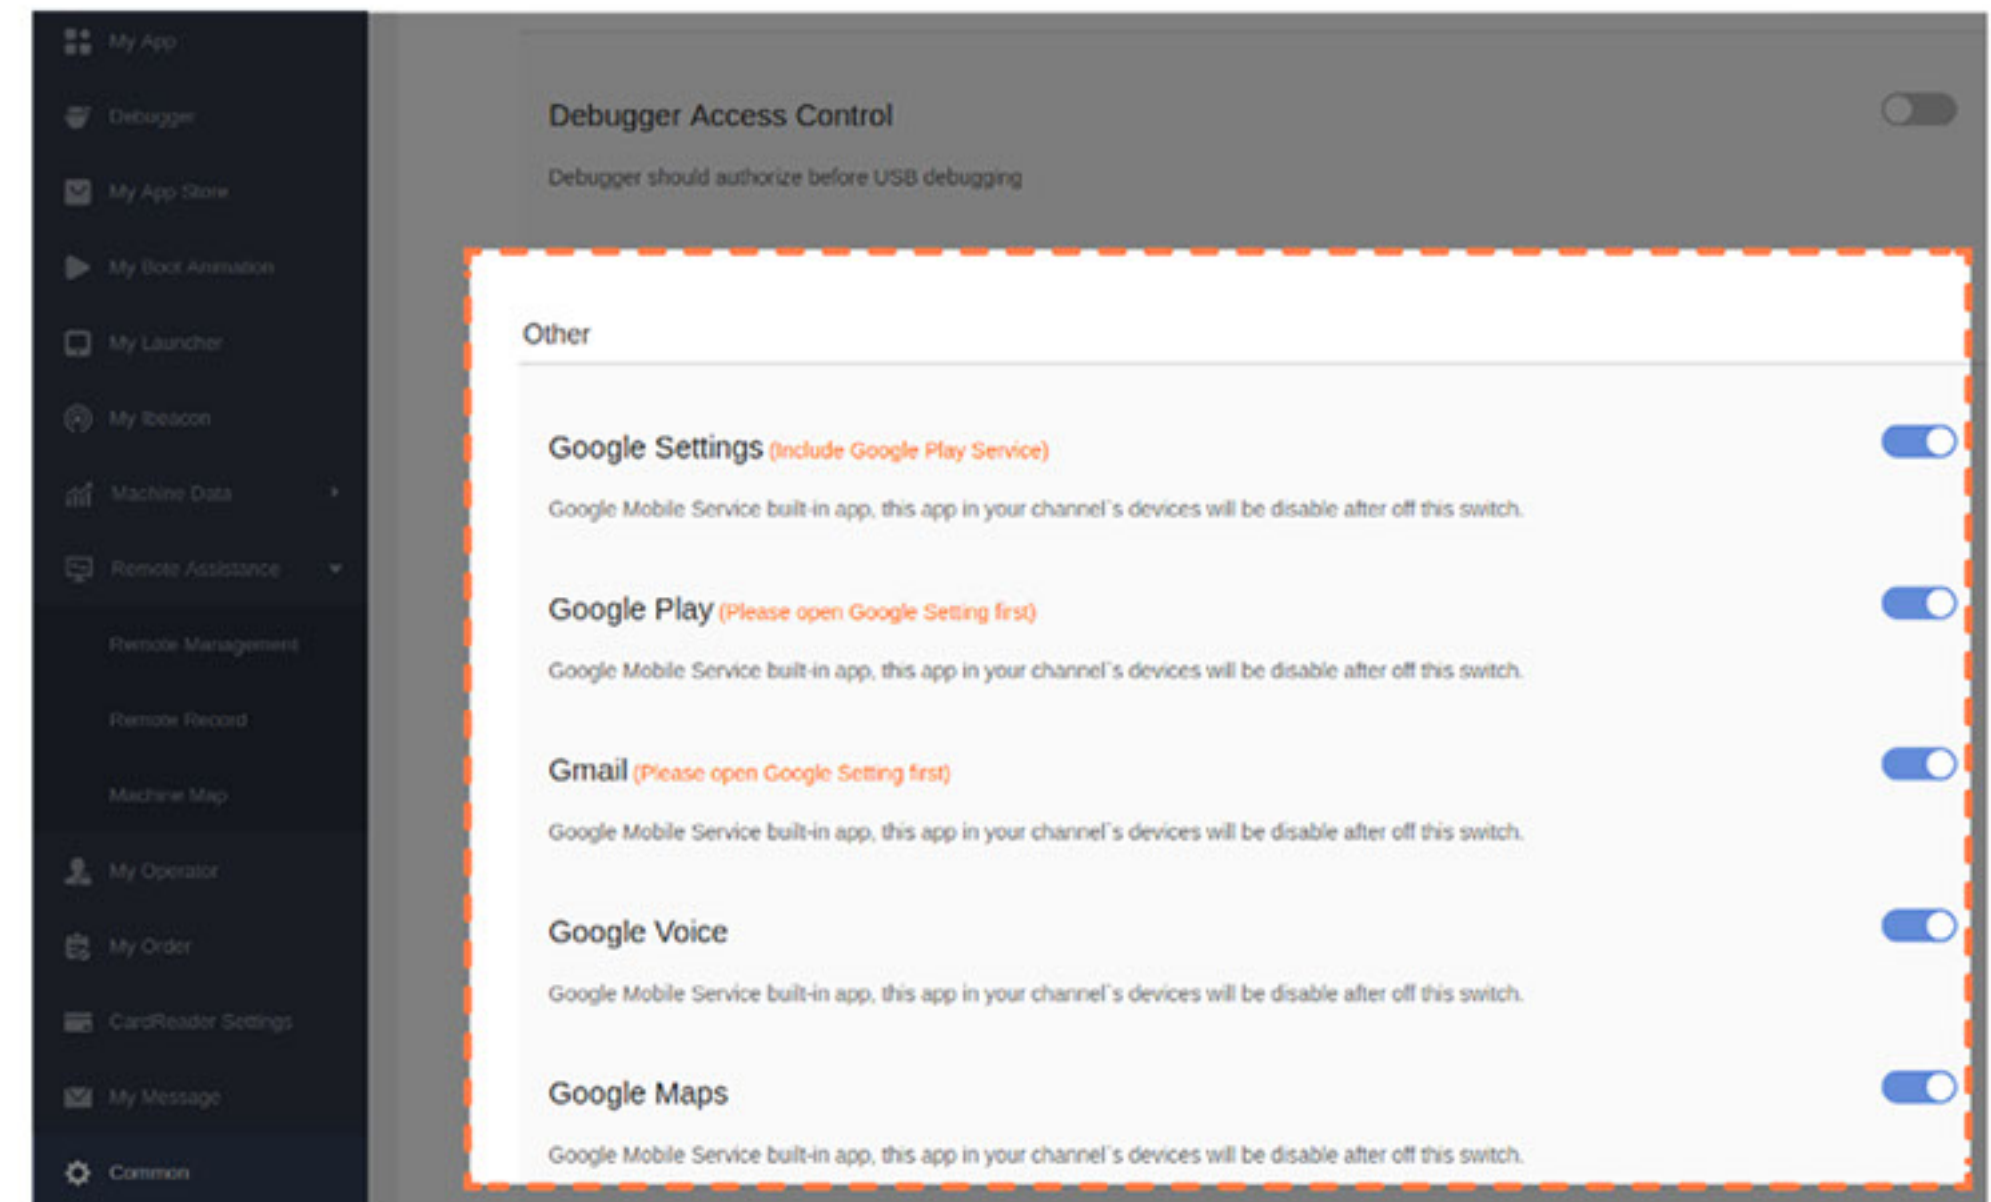 My App
Debugger
My App Store
My Boot Animation
My Launcher
My Ibeacon
Machine Data
Remote Assistance
Remote Management
Remote Record
Machine Map
My Operator
My Order
CardReader Settings
My Message
Common
Debugger Access Control
Debugger should authorize before USB debugging
Other
Google Settings (Include Google Play Service)
Google Mobile Service built-in app, this app in your channel`s devices will be disable after off this switch.
Google Play (Please open Google Setting first)
Google Mobile Service built-in app, this app in your channel`s devices will be disable after off this switch.
Gmail (Please open Google Setting first)
Google Mobile Service built-in app, this app in your channel`s devices will be disable after off this switch.
Google Voice
Google Mobile Service built-in app, this app in your channel`s devices will be disable after off this switch.
Google Maps
Google Mobile Service built-in app, this app in your channel`s devices will be disable after off this switch.